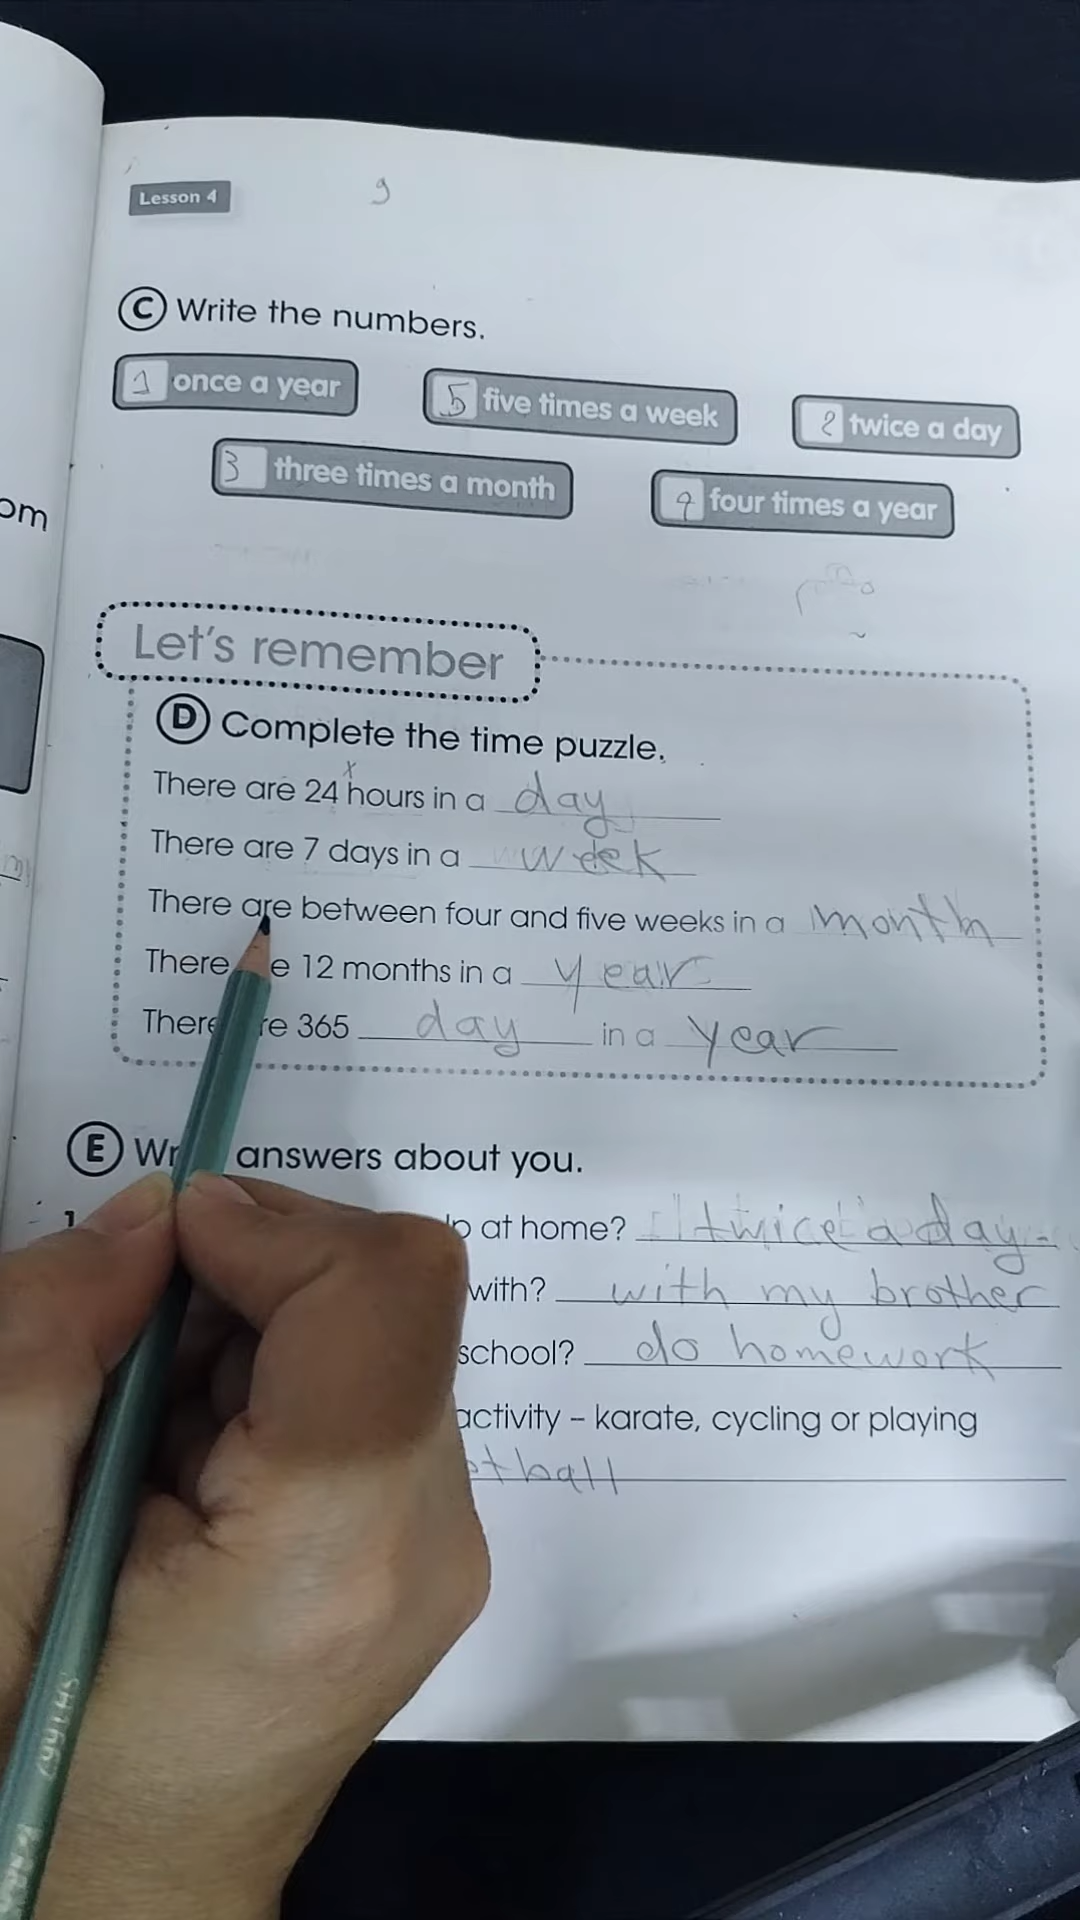 Lesson 4
C Write the numbers.
1 once a year 5 five times a week 2 twice a day
3 three times a month 4 four times a year
om
Let's remember
D Complete the time puzzle.
There are 24 hours in a day
There are 7 days in a week
There are between four and five weeks in a month
There 12 months in a year
There 365 day in a year
E answers about you.
1 at home? twice a day.
with? with my brother
school? do homework
activity – karate, cycling or playing
otball